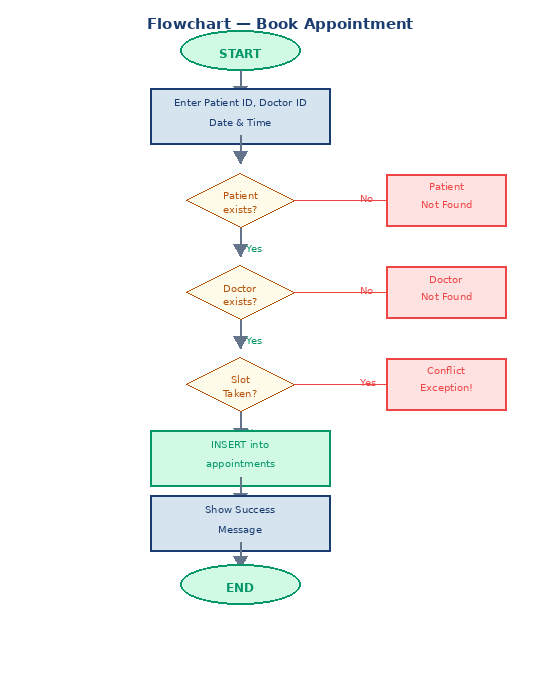 Flowchart — Book Appointment
START
Enter Patient ID, Doctor ID
Date & Time
Patient
exists?
No
Patient
Not Found
Yes
Doctor
exists?
No
Doctor
Not Found
Yes
Slot
Taken?
Yes
Conflict
Exception!
INSERT into
appointments
Show Success
Message
END